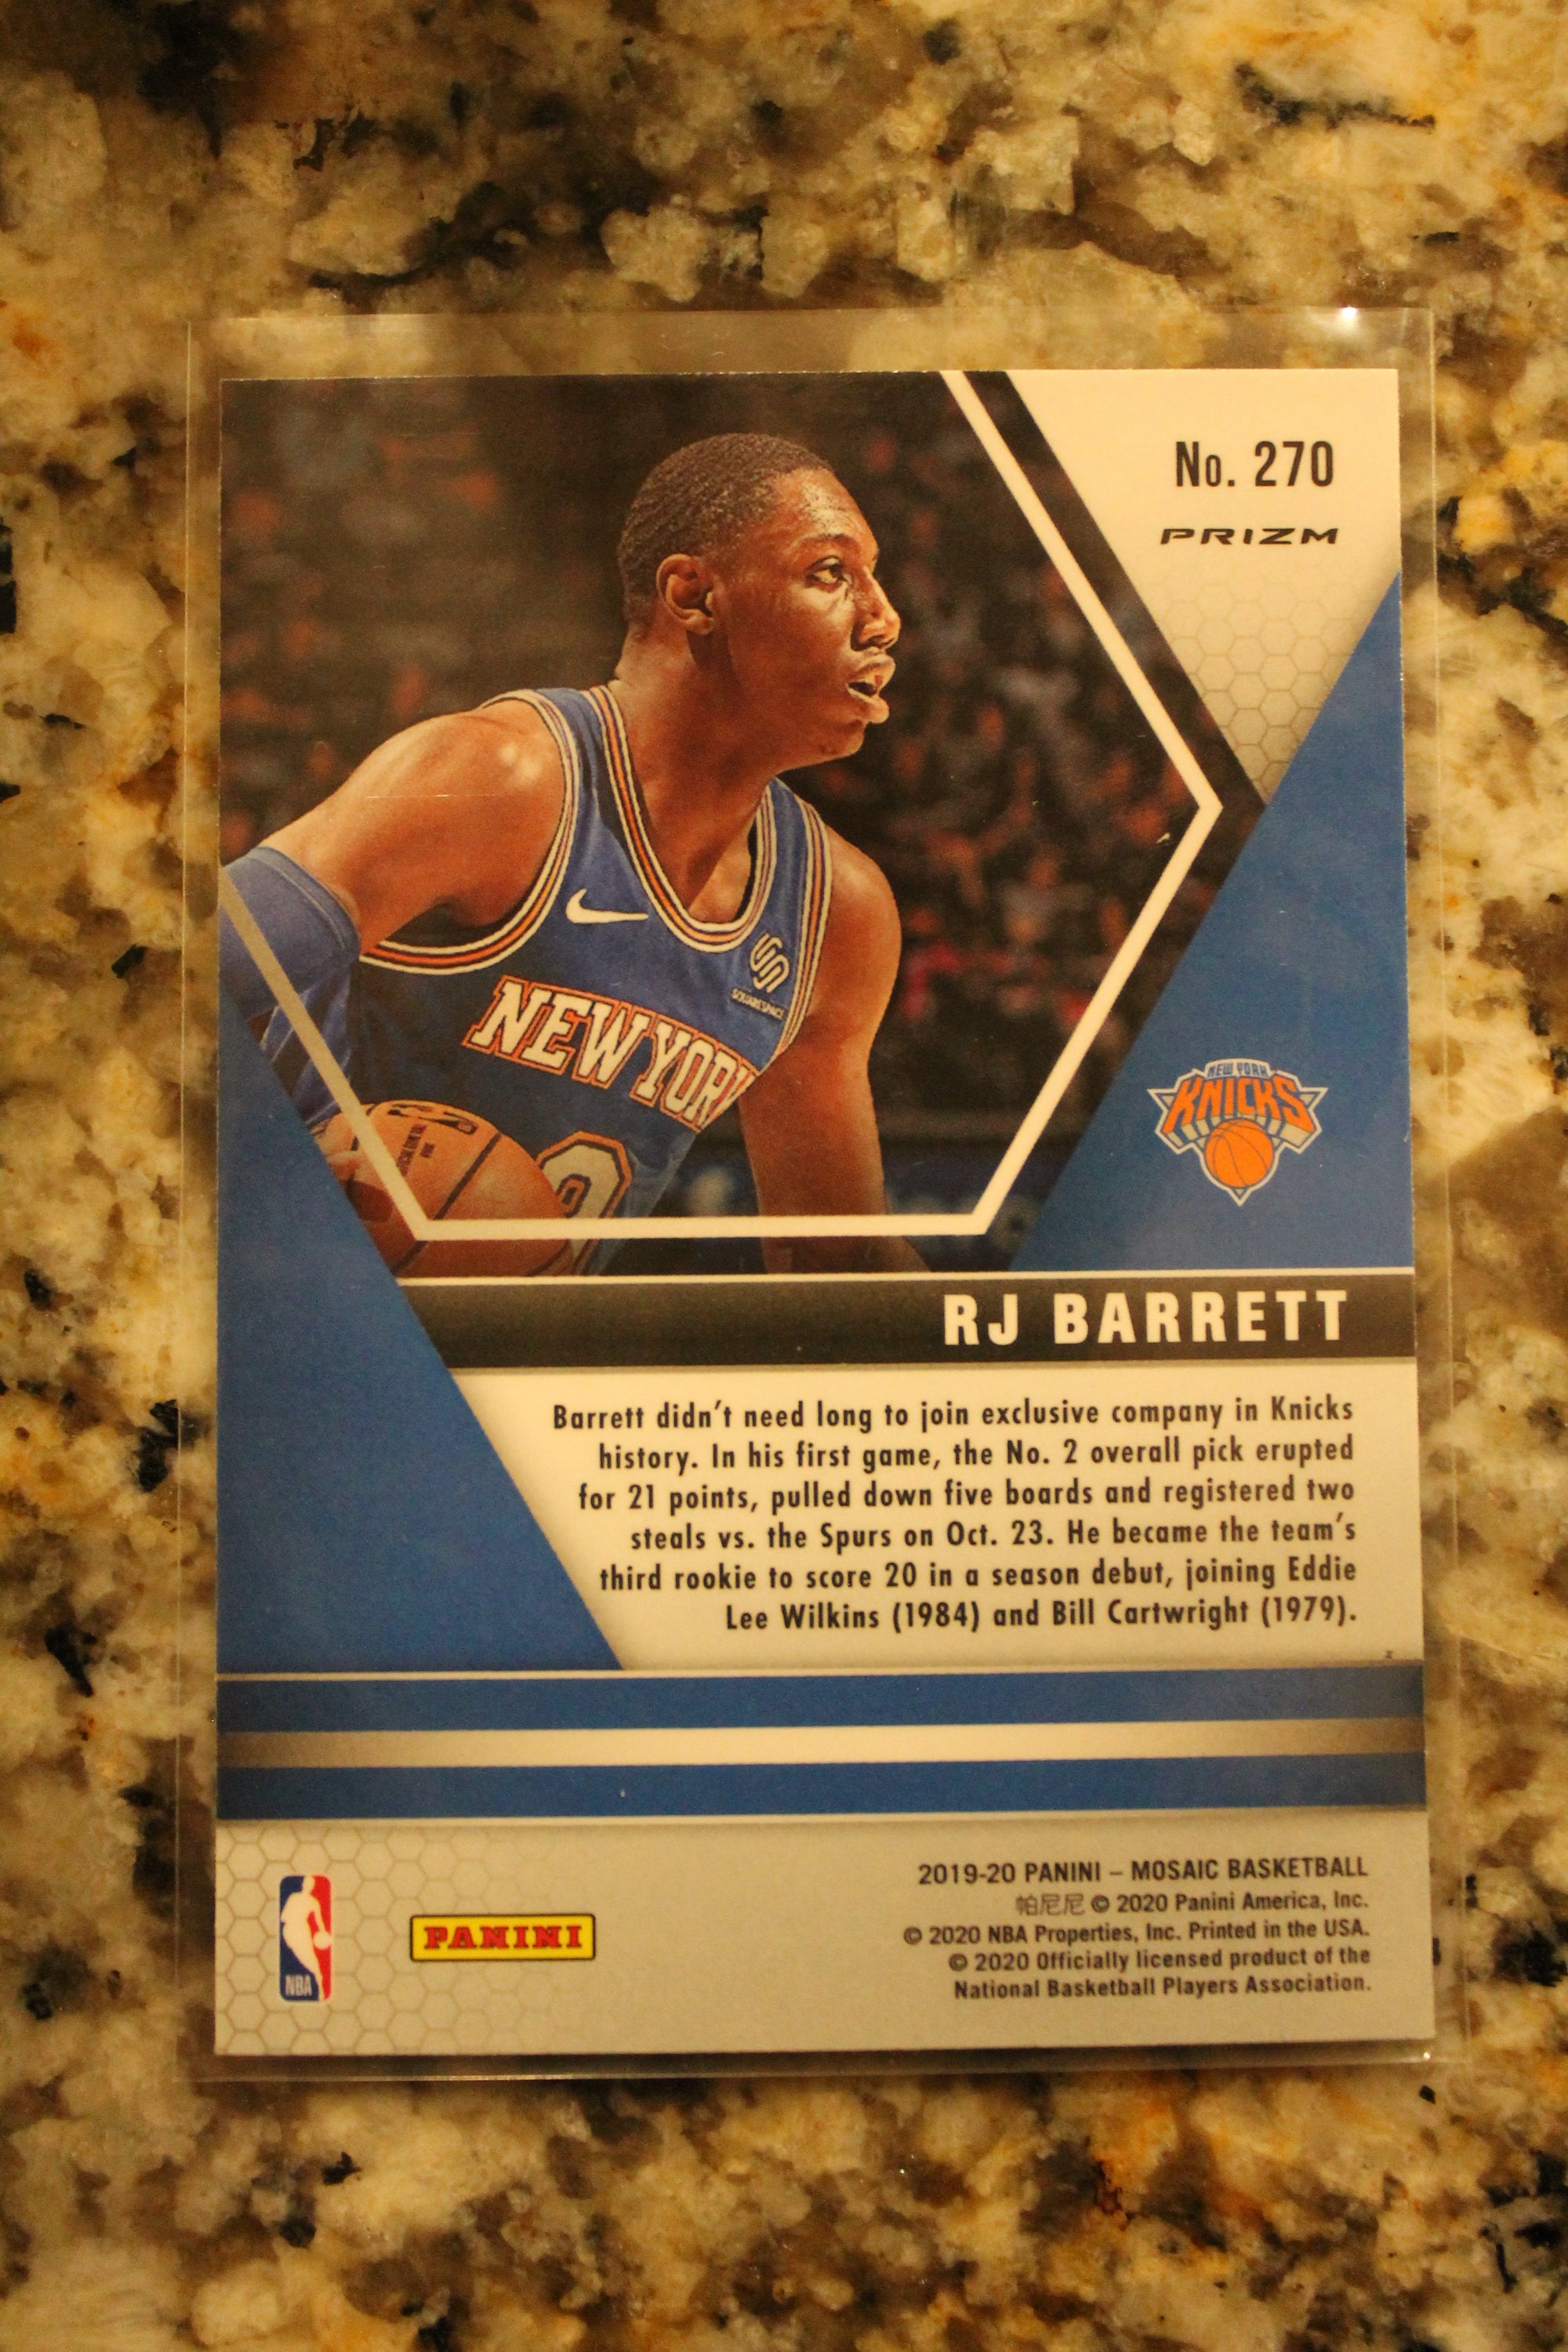 No. 270
PRIZM
SQUARESPACE
NEW YORK
NEW YORK
KNICKS
RJ BARRETT
Barrett didn't need long to join exclusive company in Knicks
history. In his first game, the No. 2 overall pick erupted
for 21 points, pulled down five boards and registered two
steals vs. the Spurs on Oct. 23. He became the team's
third rookie to score 20 in a season debut, joining Eddie
Lee Wilkins (1984) and Bill Cartwright (1979).
2019-20 PANINI – MOSAIC BASKETBALL
帕尼尼 © 2020 Panini America, Inc.
© 2020 NBA Properties, Inc. Printed in the USA.
© 2020 Officially licensed product of the
National Basketball Players Association.
NBA
PANINI